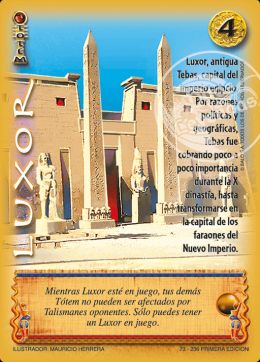 TÓTEM
4
LUXOR
Luxor, antigua
Tebas, capital del
imperio egipcio.
Por razones
políticas y
geográficas,
Tebas fue
cobrando poco a
poco importancia
durante la X
dinastía, hasta
transformarse en
la capital de los
faraones del
Nuevo Imperio.
Mientras Luxor esté en juego, tus demás
Tótem no pueden ser afectados por
Talismanes oponentes. Sólo puedes tener
un Luxor en juego.
ILUSTRADOR: MAURICIO HERRERA
73 - 236 PRIMERA EDICION